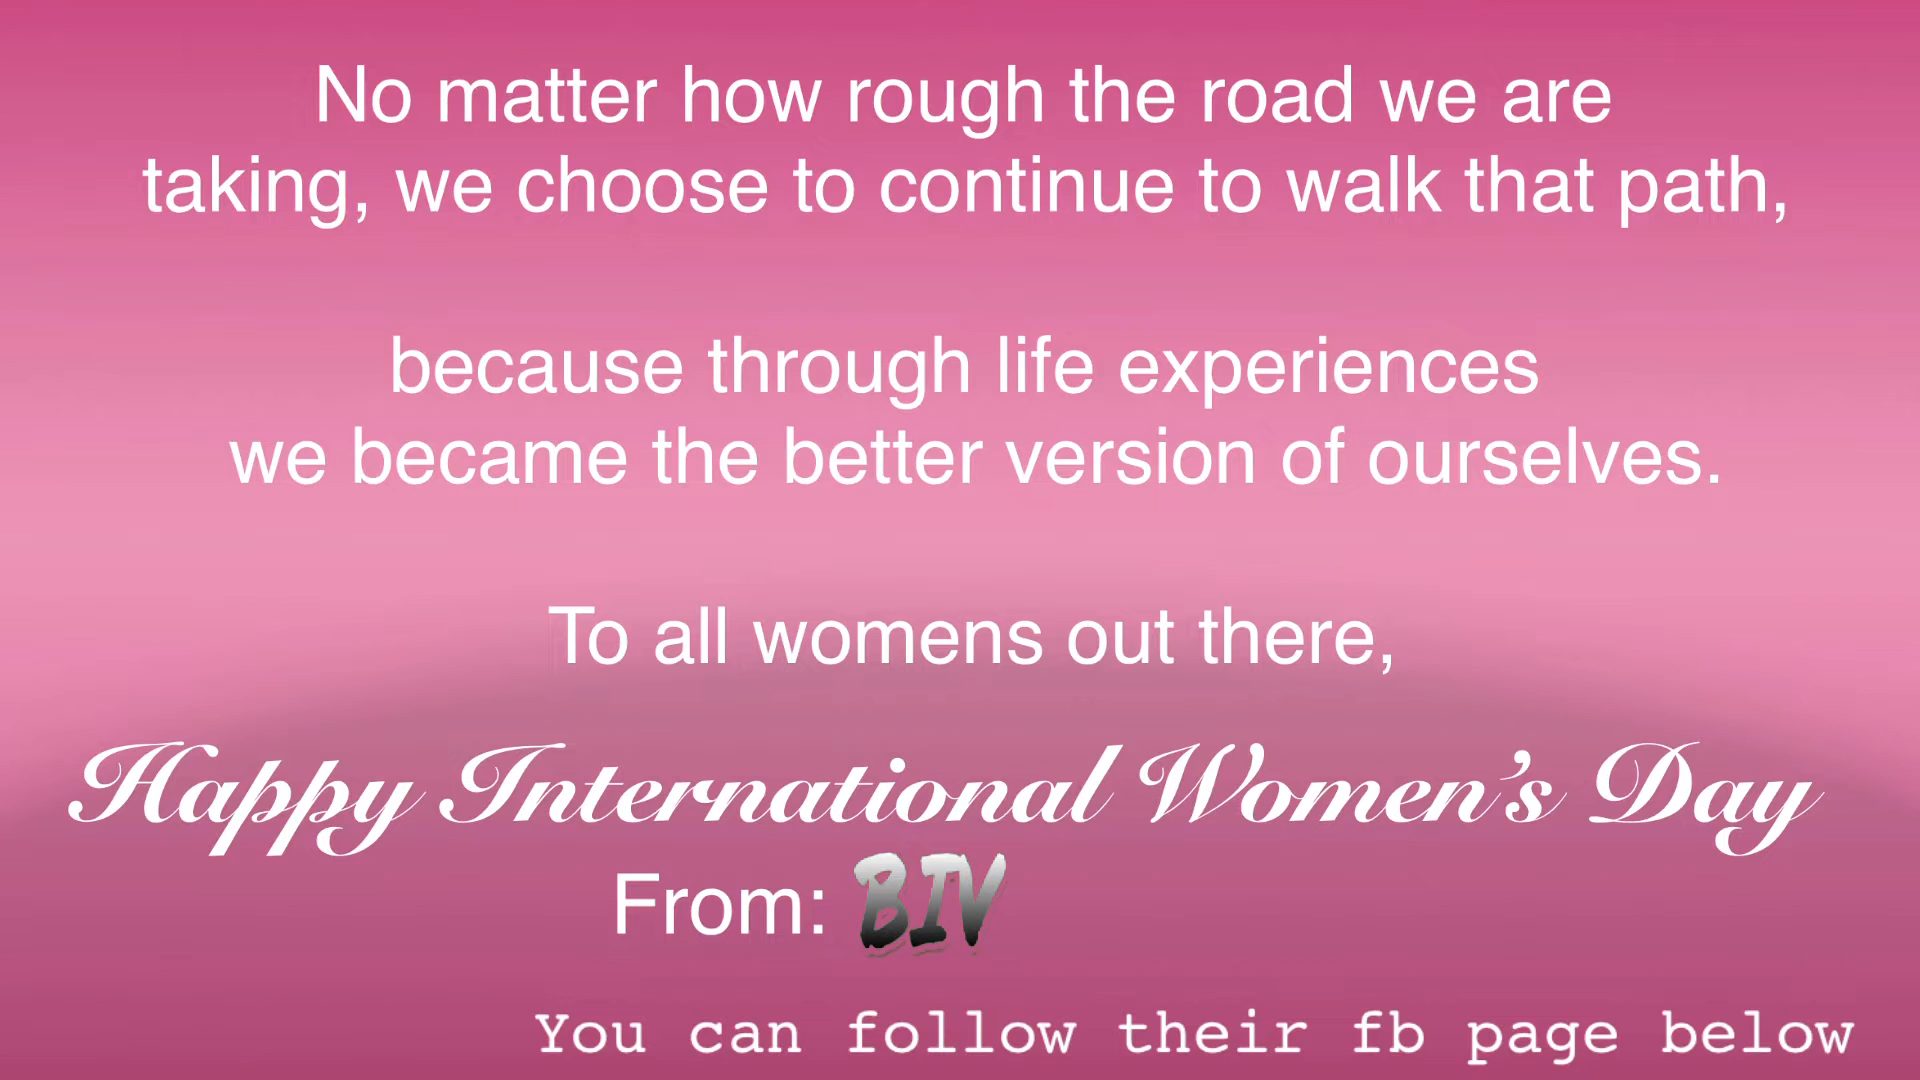 No matter how rough the road we are
taking, we choose to continue to walk that path,
because through life experiences
we became the better version of ourselves.
To all womens out there,
Happy International Women's Day
From: BIV
You can follow their fb page below